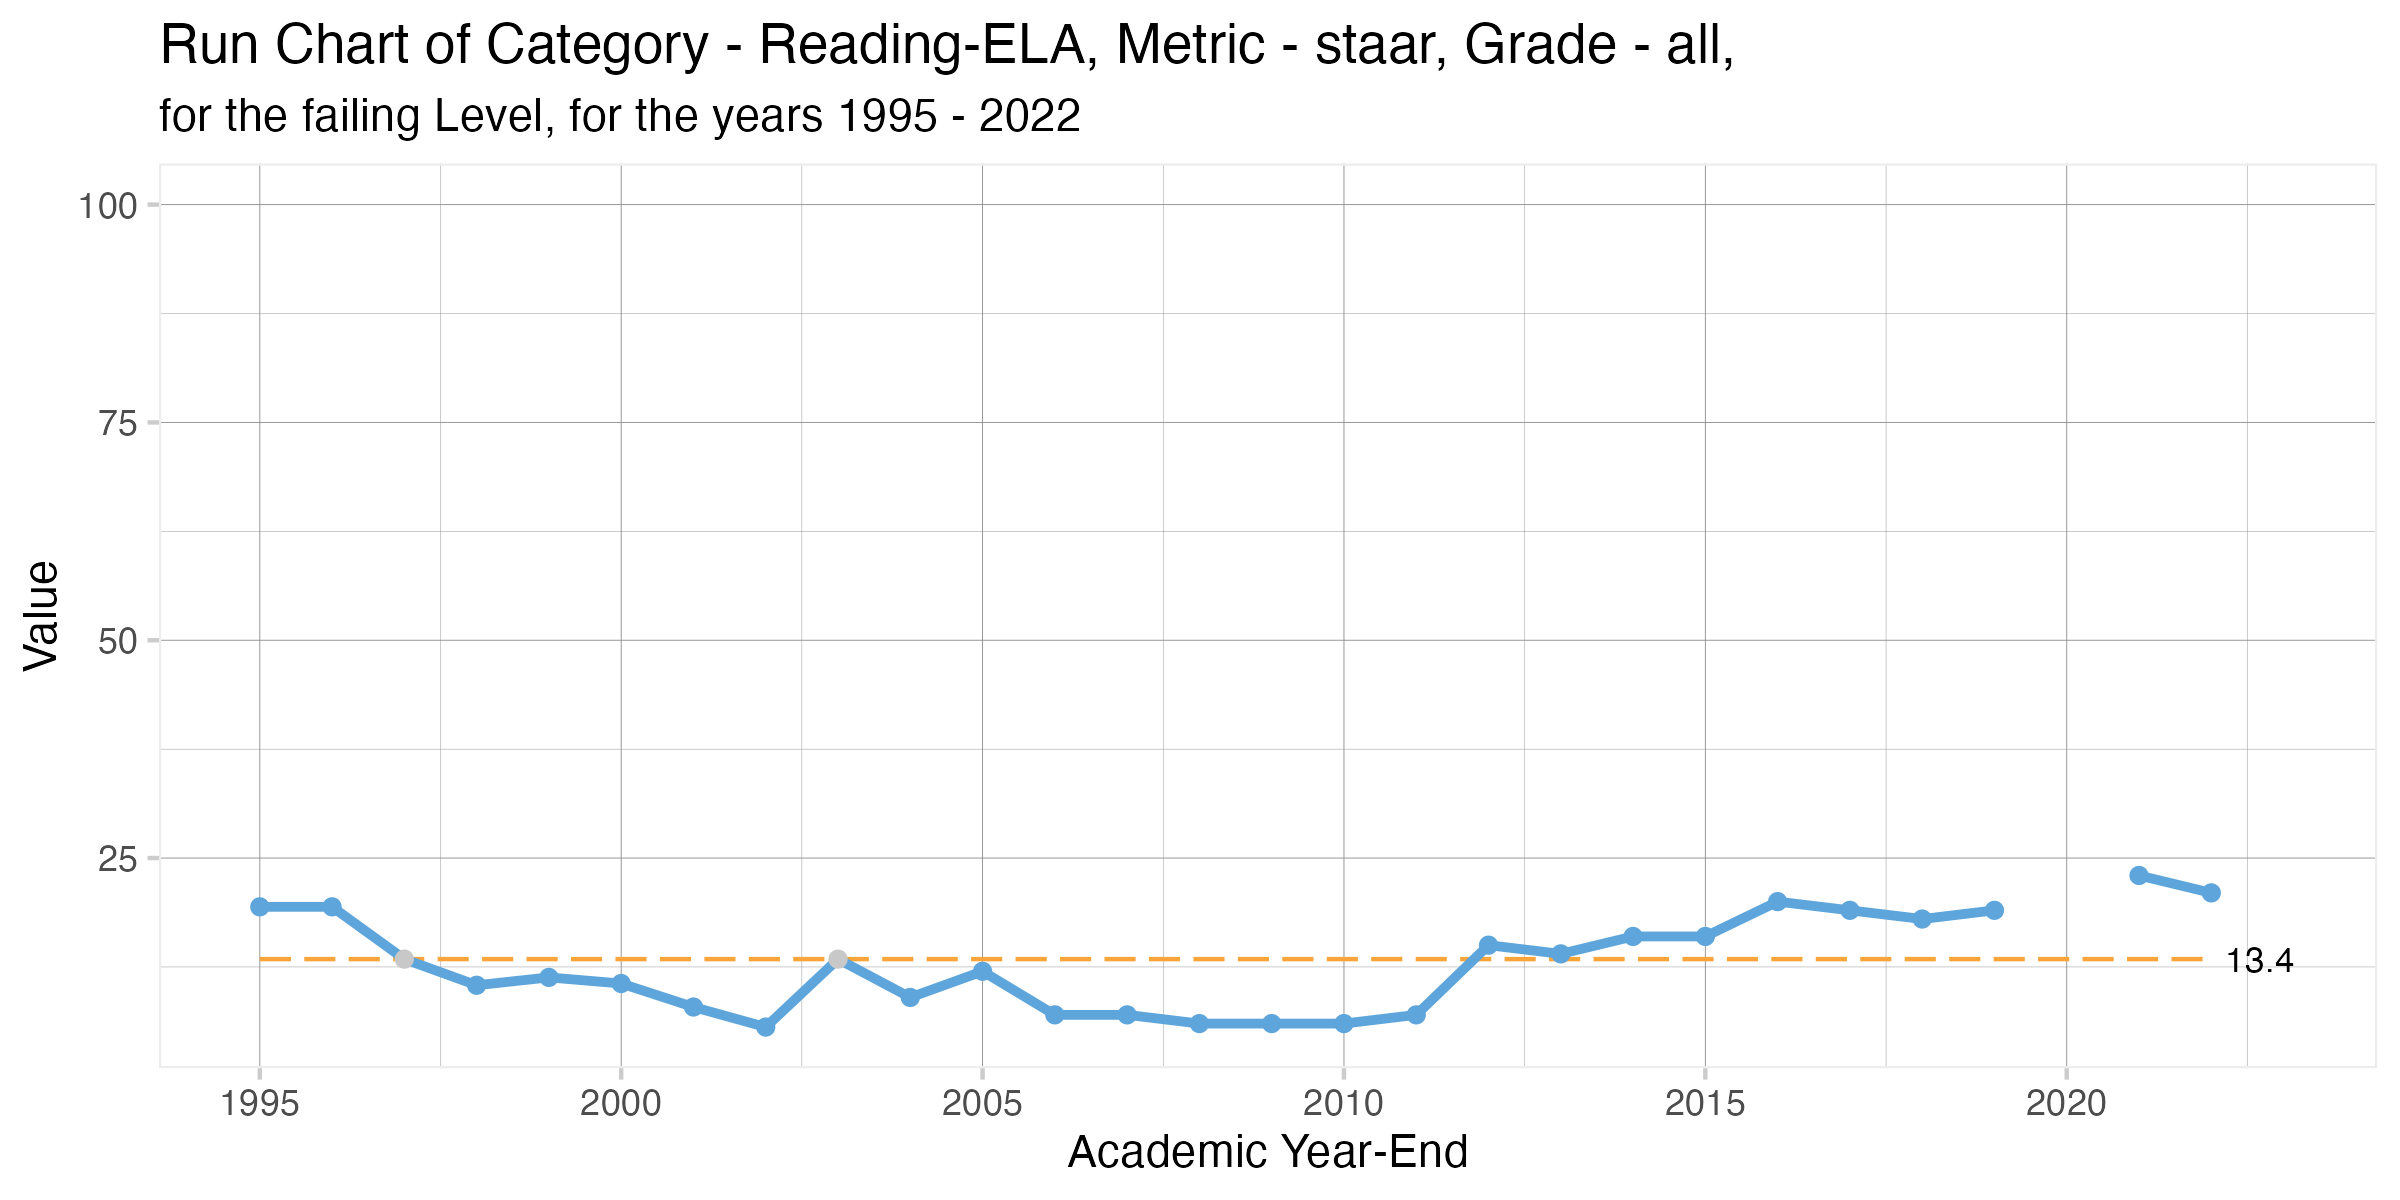 Run Chart of Category - Reading-ELA, Metric - staar, Grade - all,
for the failing Level, for the years 1995 - 2022
Value
100
75
50
25
13.4
1995 2000 2005 2010 2015 2020
Academic Year-End